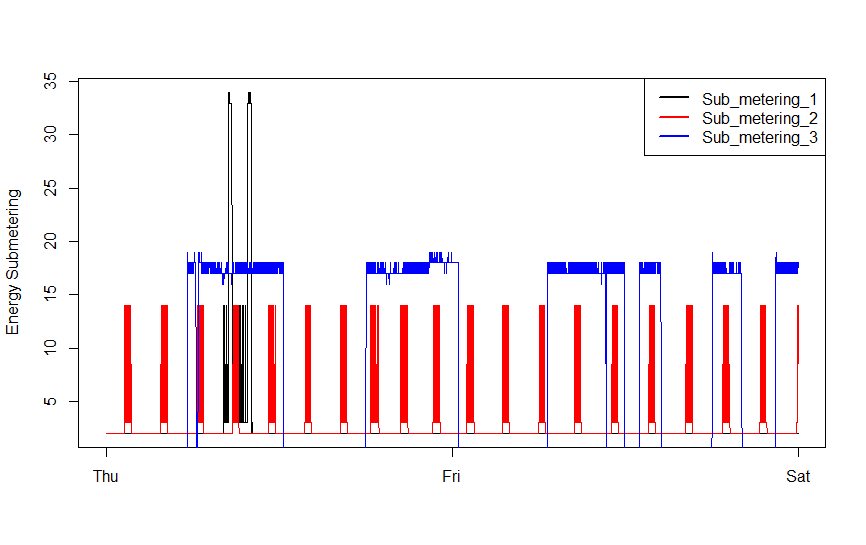 35
30
25
20
15
10
5
Energy Submetering
Sub_metering_1
Sub_metering_2
Sub_metering_3
Thu
Fri
Sat